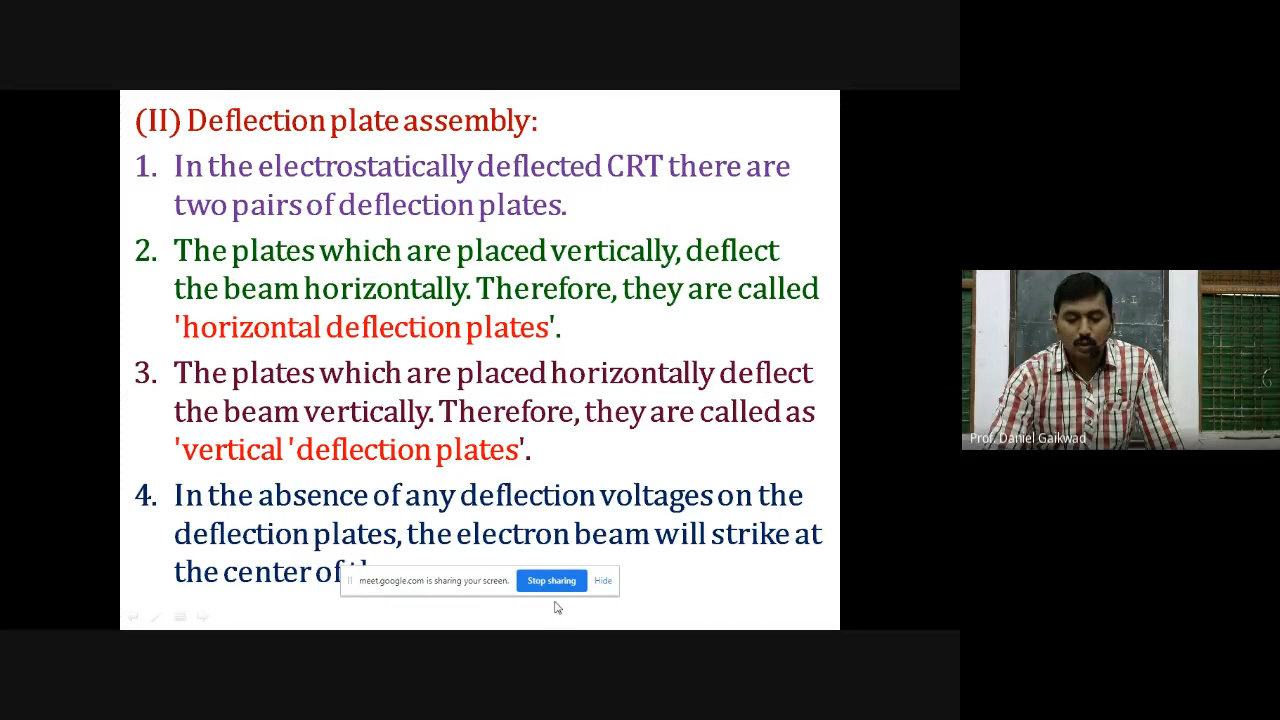 (II) Deflection plate assembly:
1. In the electrostatically deflected CRT there are
two pairs of deflection plates.
2. The plates which are placed vertically, deflect
the beam horizontally. Therefore, they are called
'horizontal deflection plates'.
3. The plates which are placed horizontally deflect
the beam vertically. Therefore, they are called as
'vertical 'deflection plates'.
4. In the absence of any deflection voltages on the
deflection plates, the electron beam will strike at
the center of
meet.google.com is sharing your screen. Stop sharing Hide
Prof. Daniel Gaikwad